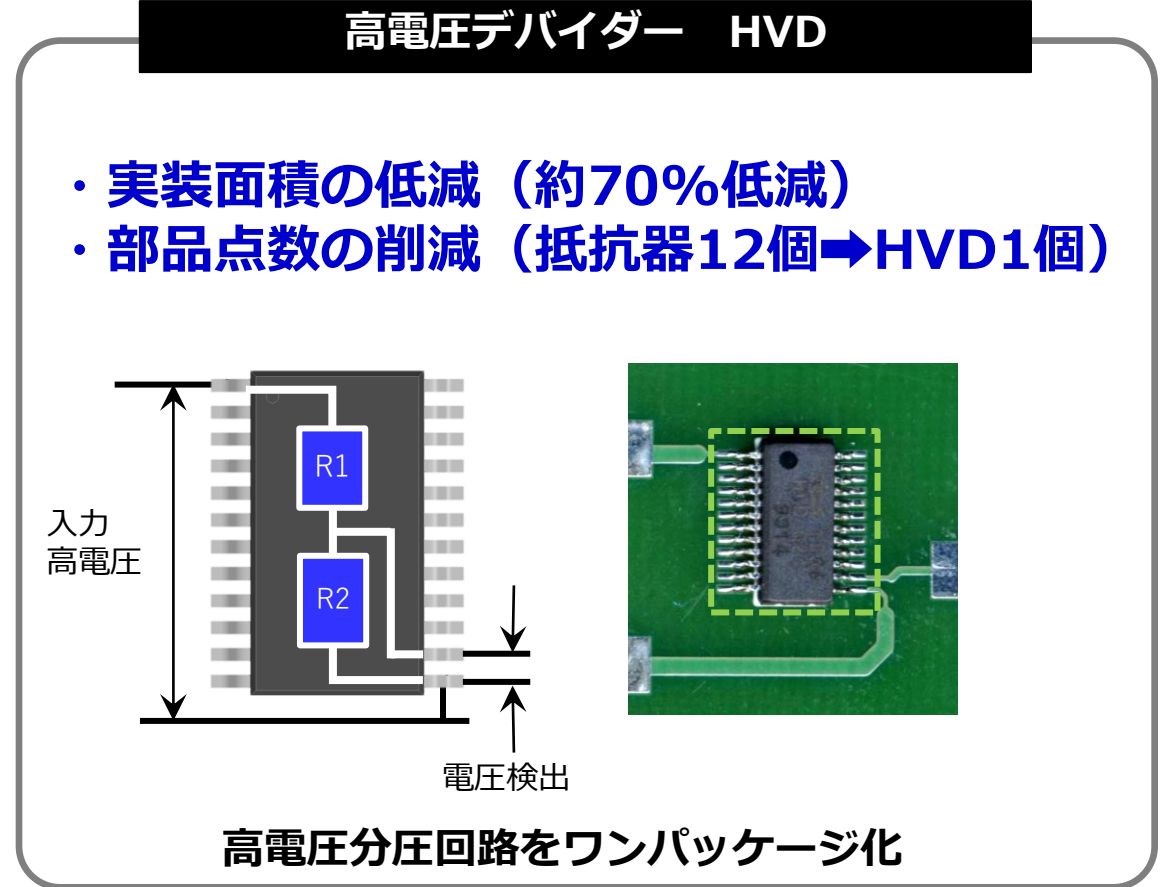 高電圧デバイダー　HVD
・実装面積の低減（約70%低減）
・部品点数の削減（抵抗器12個➡HVD1個）
R1
入力
高電圧
R2
電圧検出
9314
高電圧分圧回路をワンパッケージ化